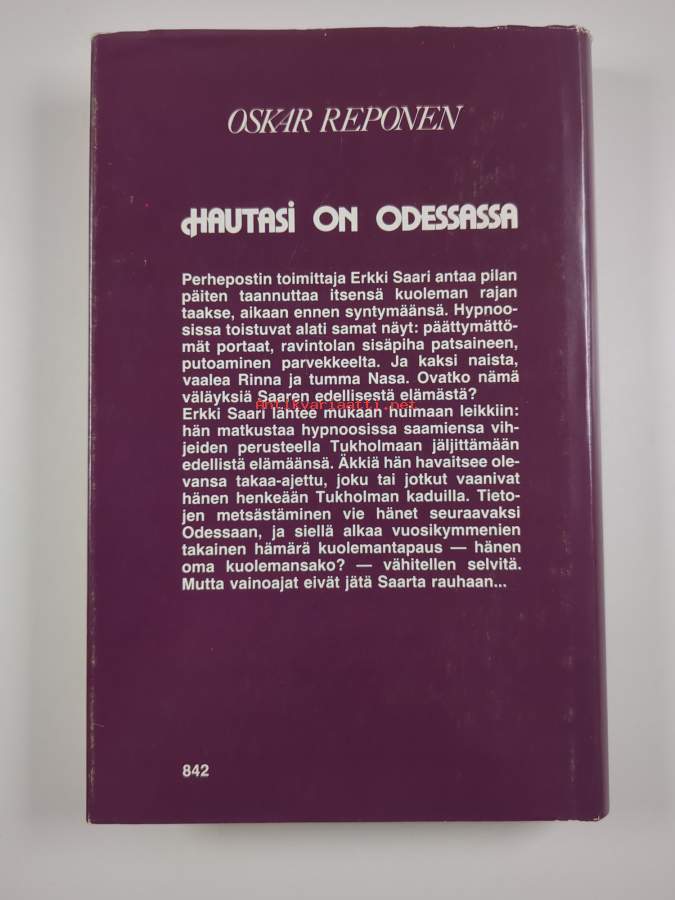 OSKAR REPONEN
HAUTASI ON ODESSASSA
Perhepostin toimittaja Erkki Saari antaa pilan
päiten taannuttaa itsensä kuoleman rajan
taakse, aikaan ennen syntymäänsä. Hypnoo-
sissa toistuvat alati samat näyt: päättymättö-
mät portaat, ravintolan sisäpiha patsaineen,
putoaminen parvekkeelta. Ja kaksi naista,
vaalea Rinna ja tumma Nasa. Ovatko nämä
väläyksiä Saaren edellisestä elämästä?
Antikvariaatti.net
Erkki Saari lähtee mukaan huimaan leikkiin:
hän matkustaa hypnoosissa saamiensa vih-
jeiden perusteella Tukholmaan jäljittämään
edellistä elämäänsä. Äkkiä hän havaitsee ole-
vansa takaa-ajettu, joku tai jotkut vaanivat
hänen henkeään Tukholman kaduilla. Tieto-
jen metsästäminen vie hänet seuraavaksi
Odessaan, ja siellä alkaa vuosikymmenien
takainen hämärä kuolemantapaus — hänen
oma kuolemansako? — vähitellen selvitä.
Mutta vainoajat eivät jätä Saarta rauhaan...
842